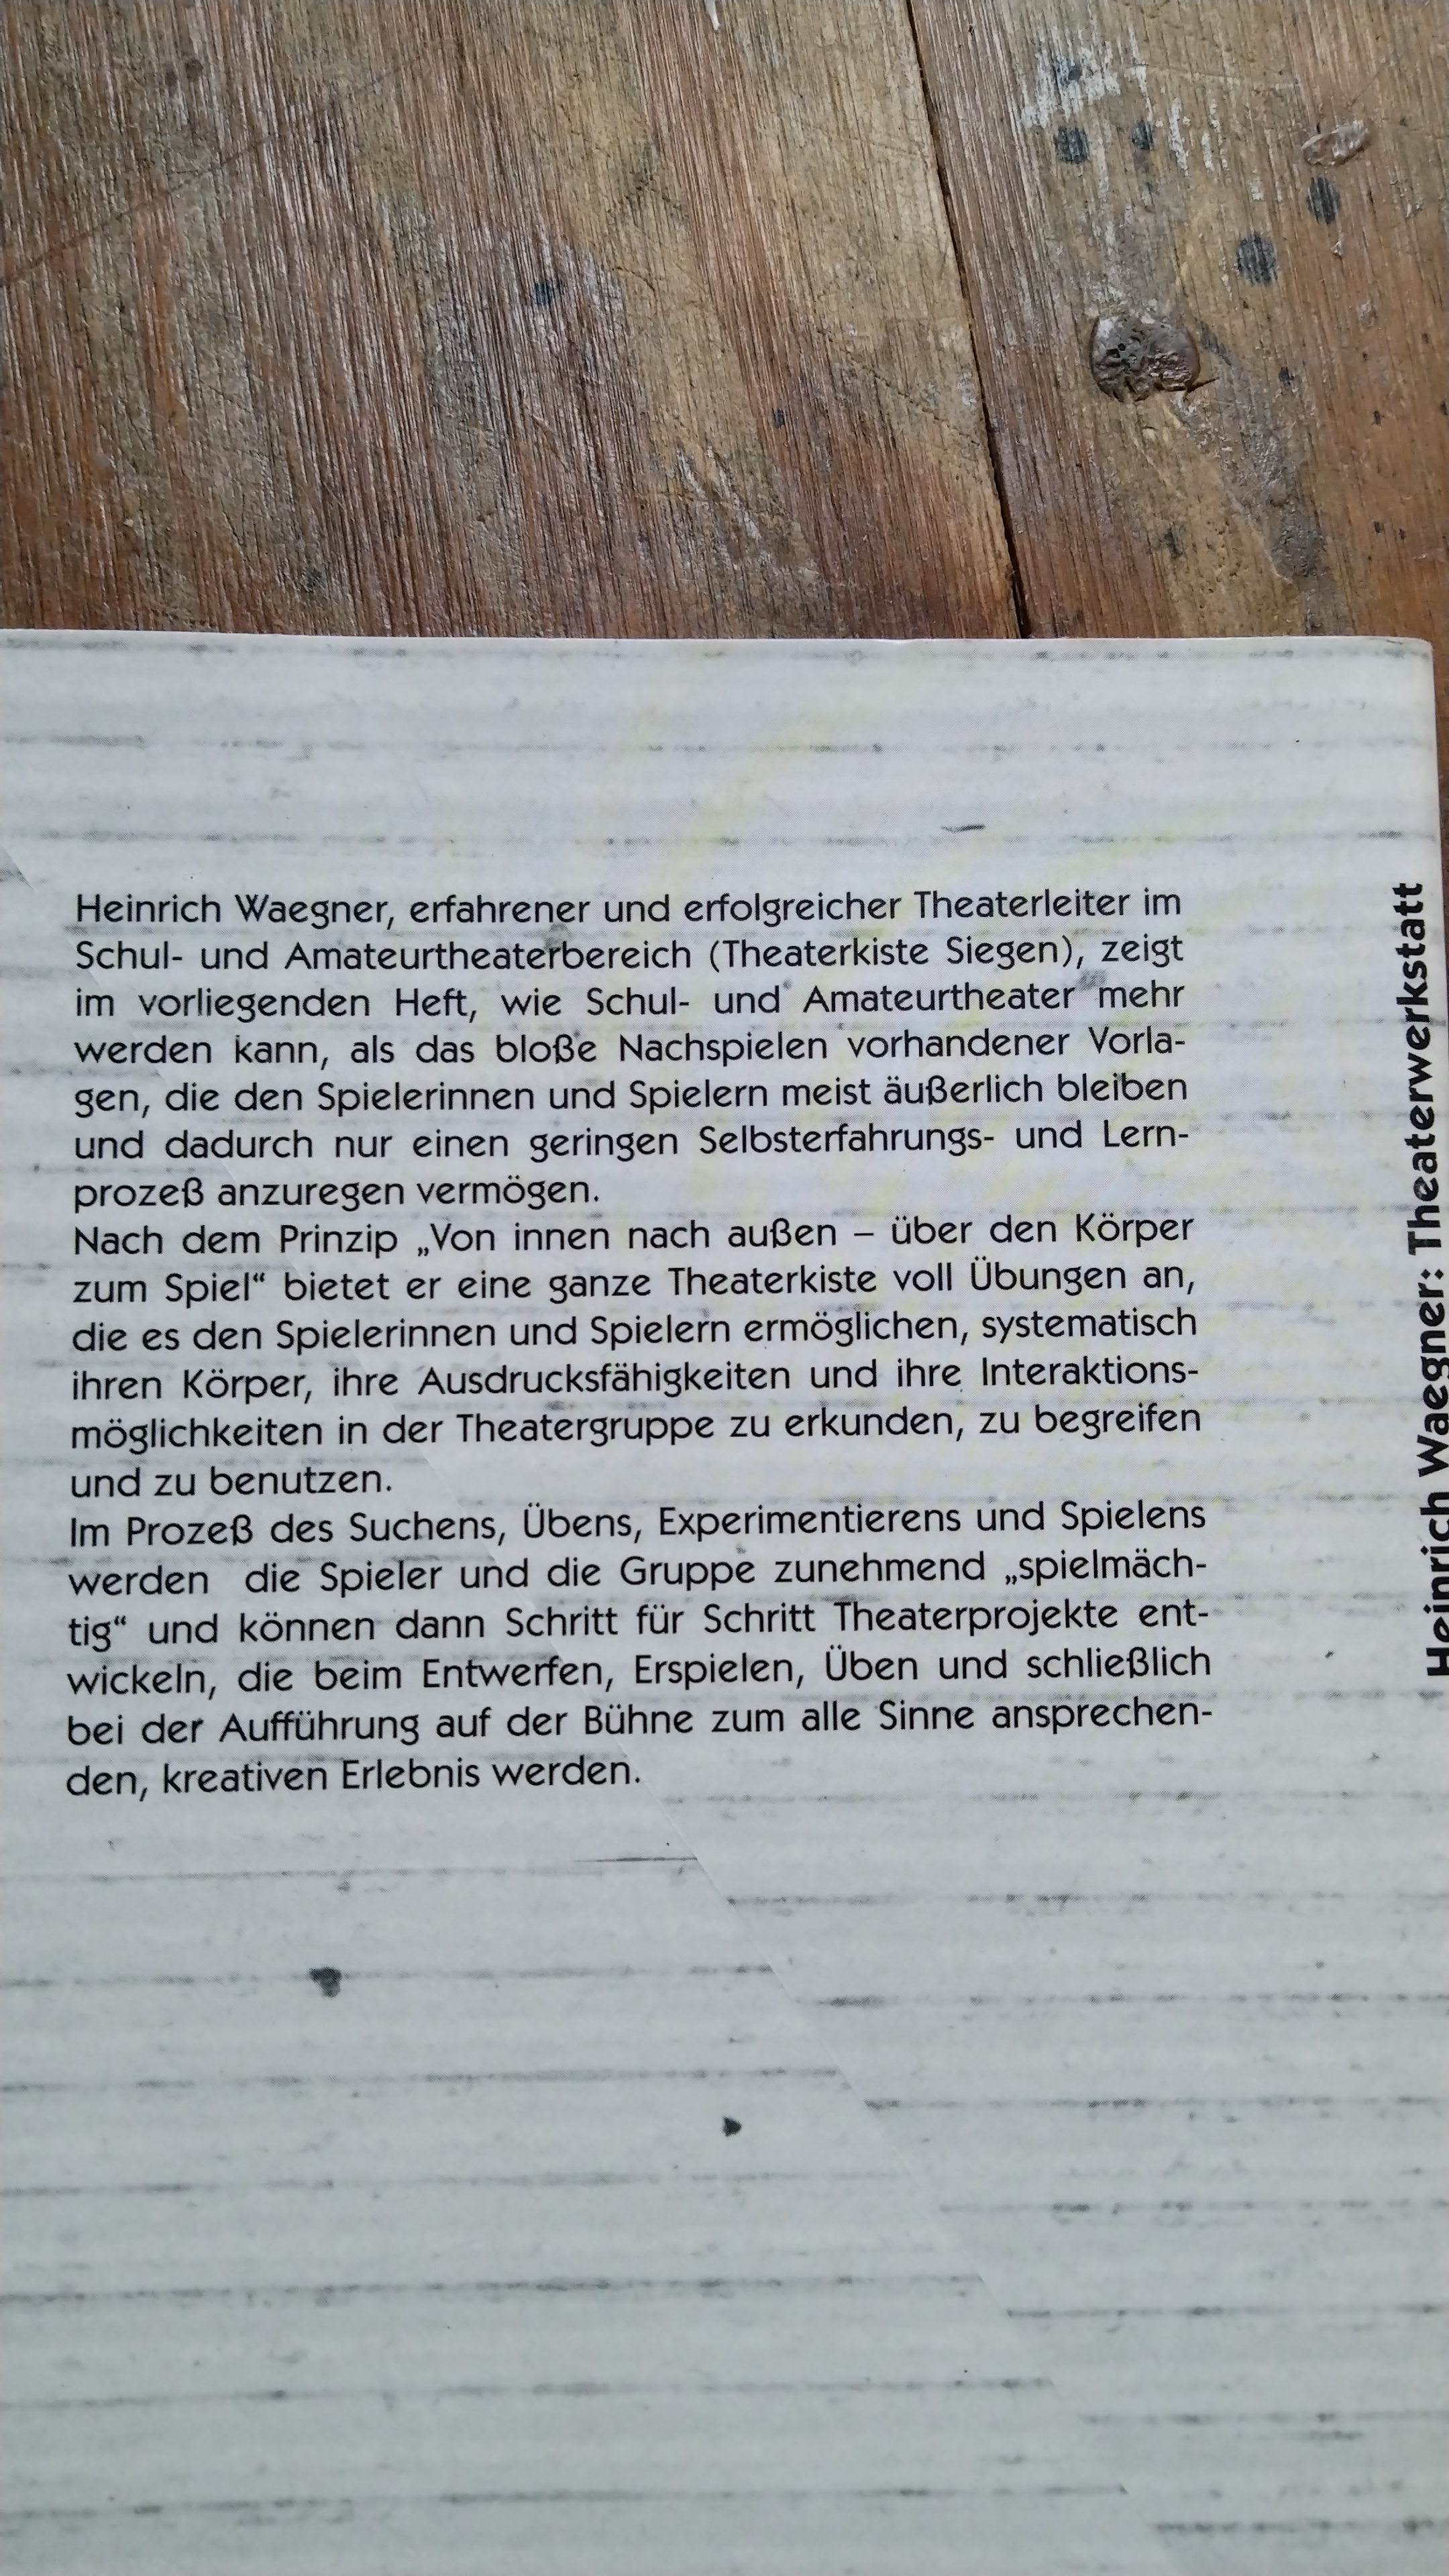 Heinrich Waegner, erfahrener und erfolgreicher Theaterleiter im
Schul- und Amateurtheaterbereich (Theaterkiste Siegen), zeigt
im vorliegenden Heft, wie Schul- und Amateurtheater mehr
werden kann, als das bloße Nachspielen vorhandener Vorla-
gen, die den Spielerinnen und Spielern meist äußerlich bleiben
und dadurch nur einen geringen Selbsterfahrungs- und Lern-
prozeß anzuregen vermögen.
Nach dem Prinzip „Von innen nach außen – über den Körper
zum Spiel“ bietet er eine ganze Theaterkiste voll Übungen an,
die es den Spielerinnen und Spielern ermöglichen, systematisch
ihren Körper, ihre Ausdrucksfähigkeiten und ihre Interaktions-
möglichkeiten in der Theatergruppe zu erkunden, zu begreifen
und zu benutzen.
Im Prozeß des Suchens, Übens, Experimentierens und Spielens
werden die Spieler und die Gruppe zunehmend „spielmäch-
tig“ und können dann Schritt für Schritt Theaterprojekte ent-
wickeln, die beim Entwerfen, Erspielen, Üben und schließlich
bei der Aufführung auf der Bühne zum alle Sinne ansprechen-
den, kreativen Erlebnis werden.
Heinrich Waegner: Theaterwerkstatt